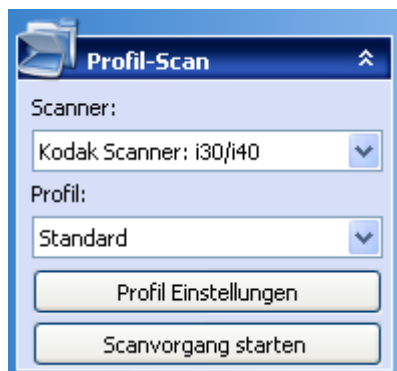 Profil-Scan
Scanner:
Kodak Scanner: i30/i40
Profil:
Standard
Profil Einstellungen
Scanvorgang starten